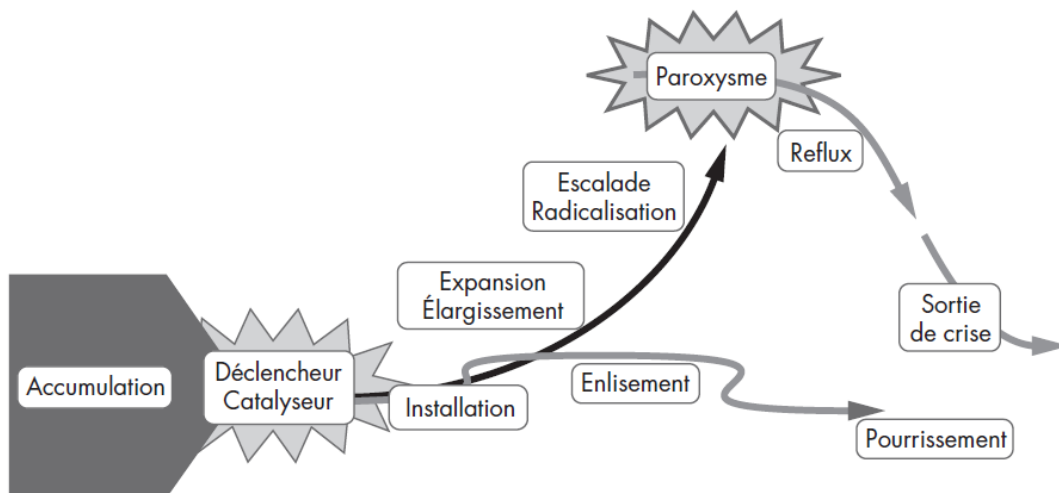 Paroxysme
Reflux
Escalade
Radicalisation
Expansion
Élargissement
Sortie
de crise
Accumulation
Déclencheur
Catalyseur
Installation
Enlisement
Pourrissement